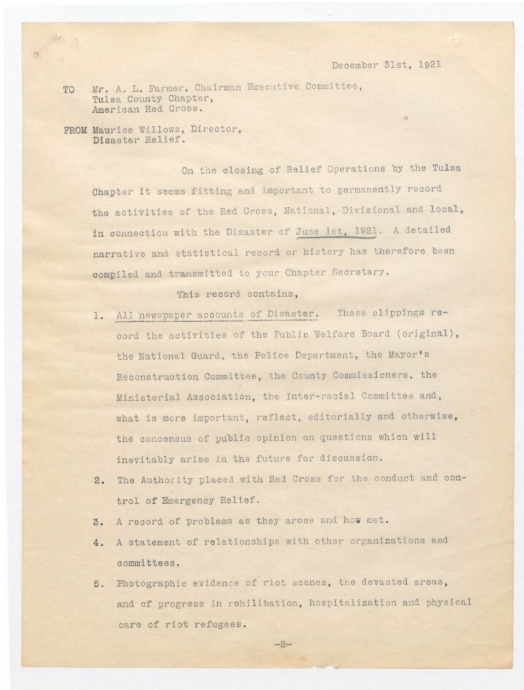 December 31st, 1921
TO Mr. A. L. Farmer, Chairman Executive Committee,
Tulsa County Chapter,
American Red Cross.
FROM Maurice Willows, Director,
Disaster Relief.
On the closing of Relief Operations by the Tulsa
Chapter it seems fitting and important to permanently record
the activities of the Red Cross, National, Divisional and local,
in connection with the Disaster of June 1st, 1921. A detailed
narrative and statistical record or history has therefore been
compiled and transmitted to your Chapter Secretary.
This record contains,
1. All newspaper accounts of Disaster. These clippings re-
cord the activities of the Public Welfare Board (original),
the National Guard, the Police Department, the Mayor's
Reconstruction Committee, the County Commissioners, the
Ministerial Association, the Inter-racial Committee and,
what is more important, reflect, editorially and otherwise,
the concensus of public opinion on questions which will
inevitably arise in the future for discussion.
2. The Authority placed with Red Cross for the conduct and con-
trol of Emergency Relief.
3. A record of problems as they arose and how met.
4. A statement of relationships with other organizations and
committees.
5. Photographic evidence of riot scenes, the devasted areas,
and of progress in rehilibation, hospitalization and physical
care of riot refugees.
-2-